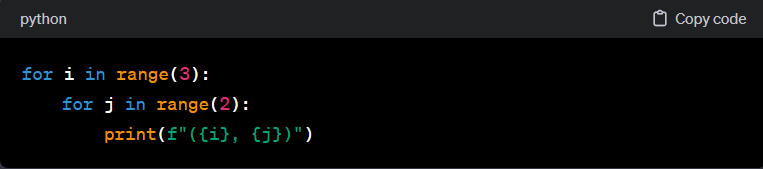 python
Copy code
for i in range(3):
    for j in range(2):
        print(f"({i}, {j})")